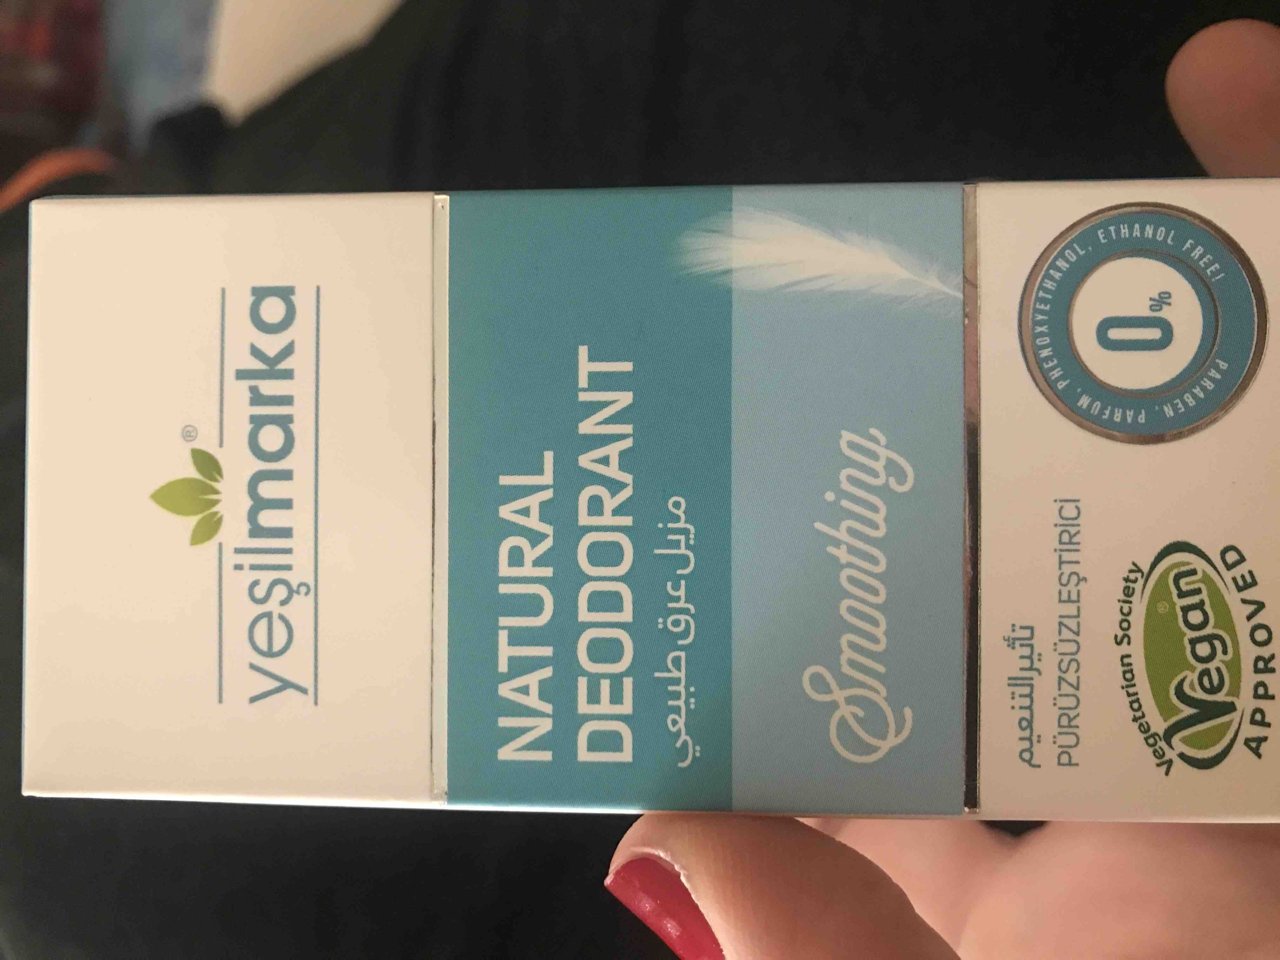 yeşilmarka®
NATURAL
DEODORANT
مزيل عرق طبيعي
Smoothing
تأثير التنعيم
PÜRÜZSÜZLEŞTİRİCİ
Vegetarian Society
Vegan®
APPROVED
PARABEN, PARFUM, PHENOXYETHANOL, ETHANOL FREE!
0%